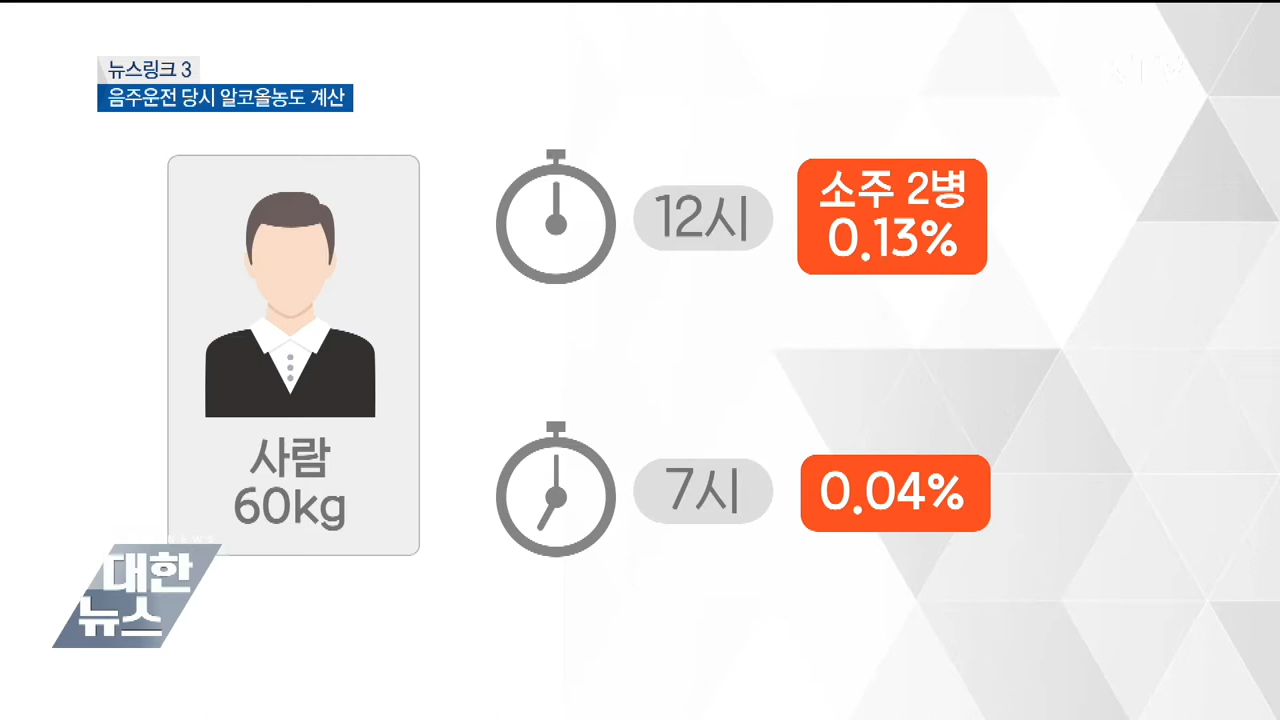 뉴스링크 3
음주운전 당시 알코올농도 계산
12시
소주 2병
0.13%
사람
60kg
7시
0.04%
대한
뉴스